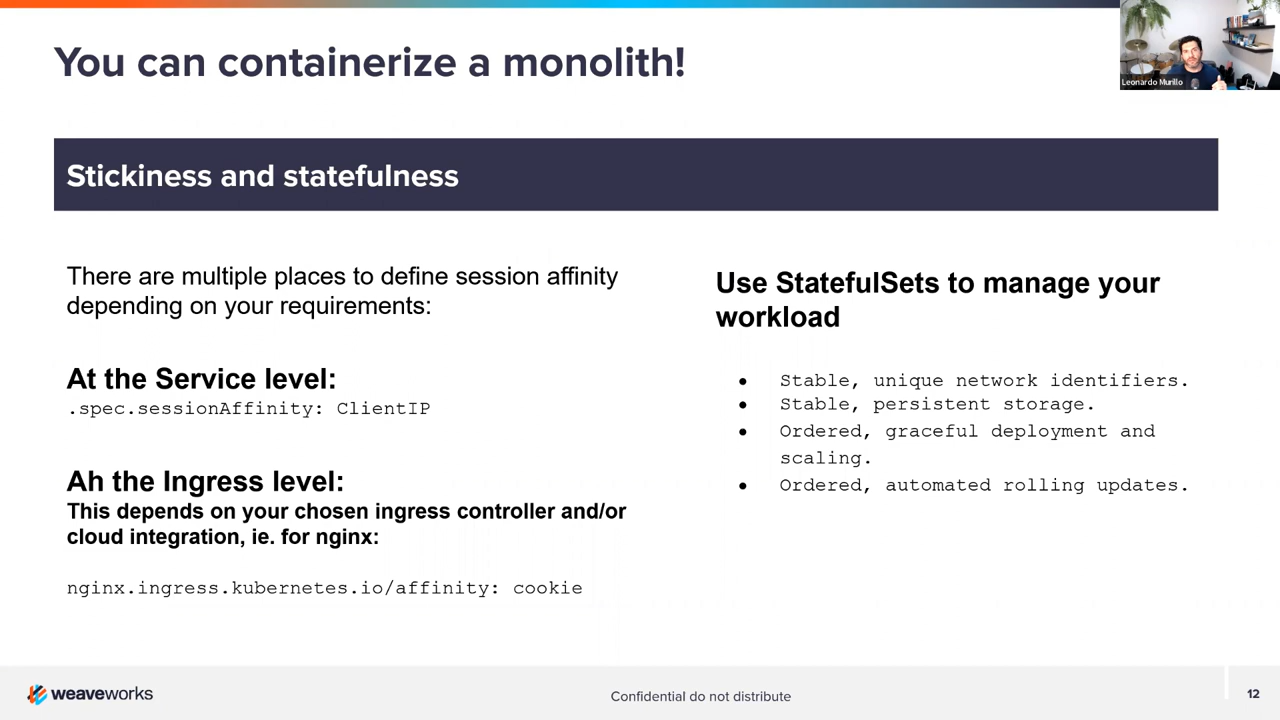 You can containerize a monolith!
Leonardo Murillo
Stickiness and statefulness
There are multiple places to define session affinity
depending on your requirements:
At the Service level:
.spec.sessionAffinity: ClientIP
Ah the Ingress level:
This depends on your chosen ingress controller and/or
cloud integration, ie. for nginx:
nginx.ingress.kubernetes.io/affinity: cookie
Use StatefulSets to manage your
workload
● Stable, unique network identifiers.
● Stable, persistent storage.
● Ordered, graceful deployment and
scaling.
● Ordered, automated rolling updates.
weaveworks
Confidential do not distribute
12